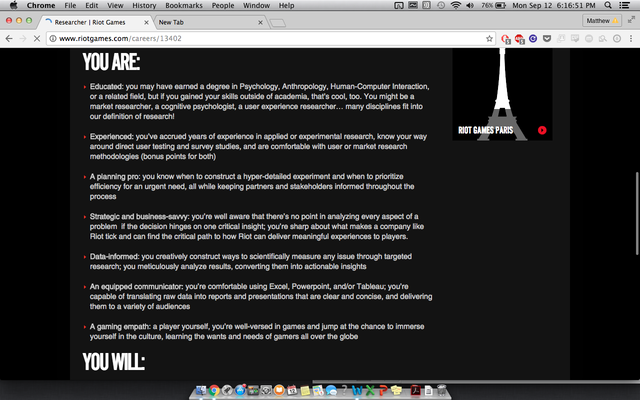 Chrome File Edit View History Bookmarks People Window Help 76% Mon Sep 12 6:16:51 PM
Researcher | Riot Games New Tab Matthew
www.riotgames.com/careers/13402
YOU ARE:
Educated: you may have earned a degree in Psychology, Anthropology, Human-Computer Interaction,
or a related field, but if you gained your skills outside of academia, that's cool, too. You might be a
market researcher, a cognitive psychologist, a user experience researcher… many disciplines fit into
our definition of research!
RIOT GAMES PARIS
Experienced: you've accrued years of experience in applied or experimental research, know your way
around direct user testing and survey studies, and are comfortable with user or market research
methodologies (bonus points for both)
A planning pro: you know when to construct a hyper-detailed experiment and when to prioritize
efficiency for an urgent need, all while keeping partners and stakeholders informed throughout the
process
Strategic and business-savvy: you're well aware that there's no point in analyzing every aspect of a
problem if the decision hinges on one critical insight; you're sharp about what makes a company like
Riot tick and can find the critical path to how Riot can deliver meaningful experiences to players.
Data-informed: you creatively construct ways to scientifically measure any issue through targeted
research; you meticulously analyze results, converting them into actionable insights
An equipped communicator: you're comfortable using Excel, Powerpoint, and/or Tableau; you're
capable of translating raw data into reports and presentations that are clear and concise, and delivering
them to a variety of audiences
A gaming empath: a player yourself, you're well-versed in games and jump at the chance to immerse
yourself in the culture, learning the wants and needs of gamers all over the globe
YOU WILL: